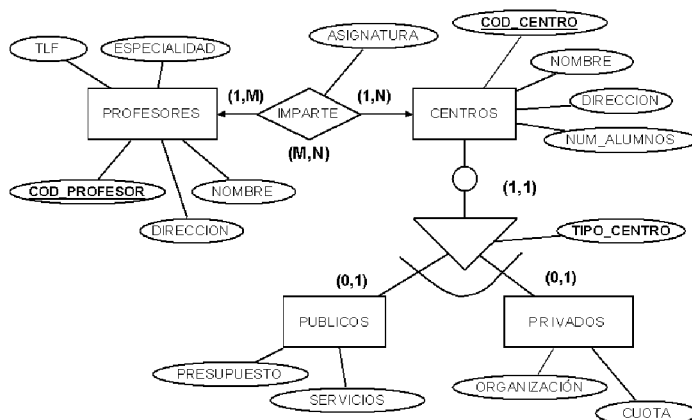 COD_CENTRO
ASIGNATURA
TLF
ESPECIALIDAD
NOMBRE
(1,M)
(1,N)
DIRECCION
PROFESORES
IMPARTE
CENTROS
NUM_ALUMNOS
(M,N)
COD_PROFESOR
NOMBRE
(1,1)
DIRECCION
TIPO_CENTRO
(0,1)
(0,1)
PUBLICOS
PRIVADOS
PRESUPUESTO
ORGANIZACIÓN
SERVICIOS
CUOTA